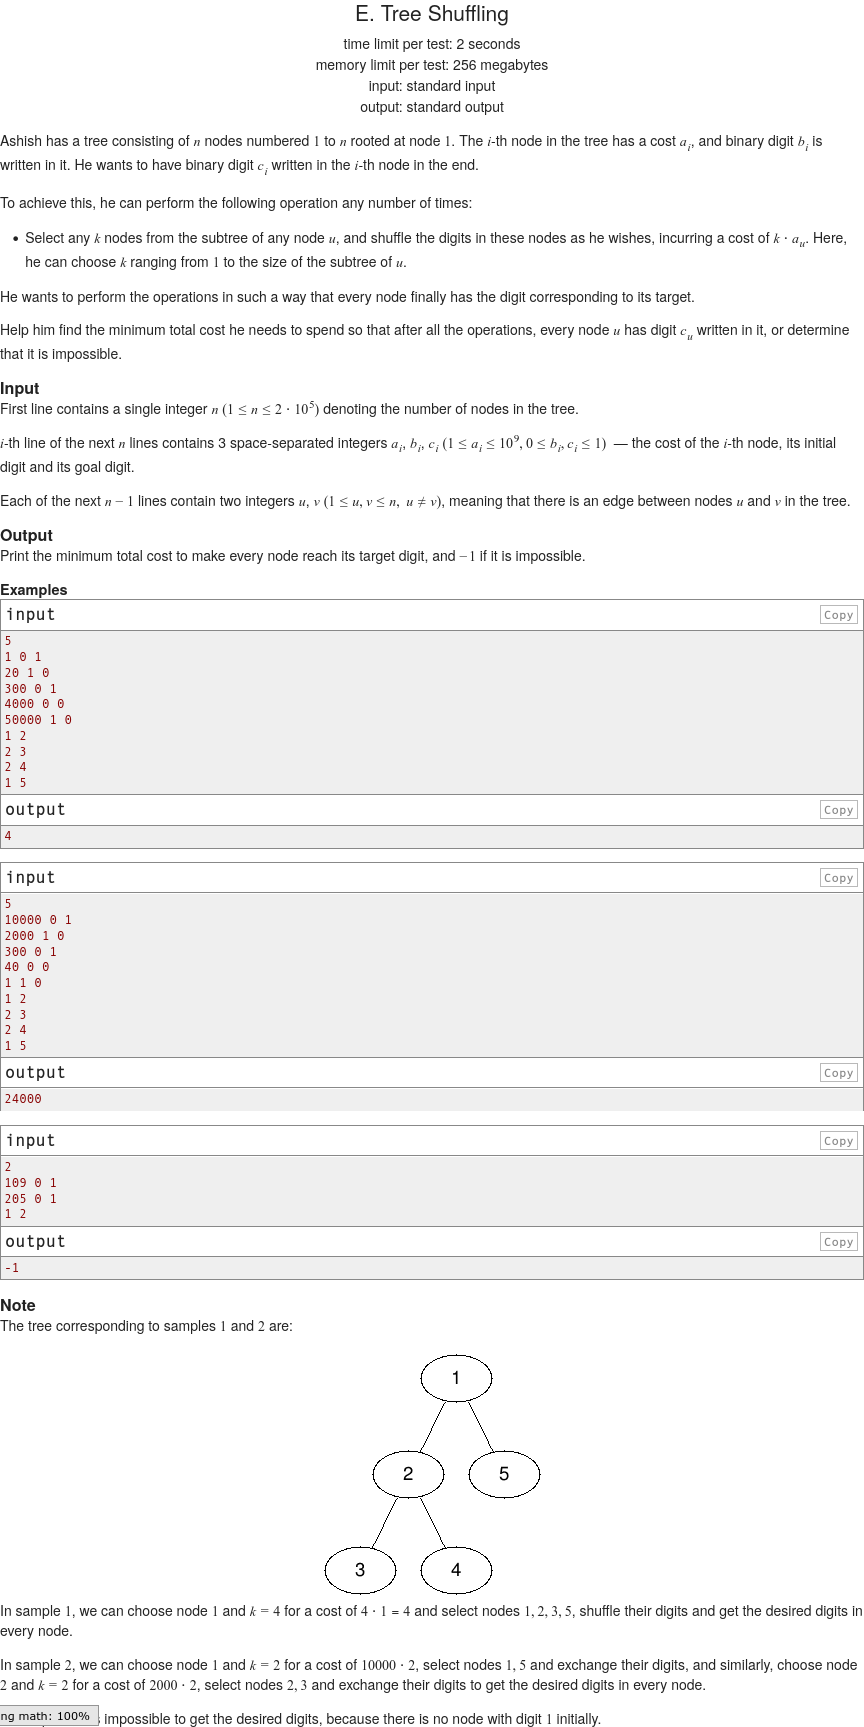 E. Tree Shuffling
time limit per test: 2 seconds
memory limit per test: 256 megabytes
input: standard input
output: standard output
Ashish has a tree consisting of n nodes numbered 1 to n rooted at node 1. The i-th node in the tree has a cost a_i, and binary digit b_i is
written in it. He wants to have binary digit c_i written in the i-th node in the end.
To achieve this, he can perform the following operation any number of times:
• Select any k nodes from the subtree of any node u, and shuffle the digits in these nodes as he wishes, incurring a cost of k · a_u. Here,
he can choose k ranging from 1 to the size of the subtree of u.
He wants to perform the operations in such a way that every node finally has the digit corresponding to its target.
Help him find the minimum total cost he needs to spend so that after all the operations, every node u has digit c_u written in it, or determine
that it is impossible.
Input
First line contains a single integer n (1 ≤ n ≤ 2 · 10^5) denoting the number of nodes in the tree.
i-th line of the next n lines contains 3 space-separated integers a_i, b_i, c_i (1 ≤ a_i ≤ 10^9, 0 ≤ b_i, c_i ≤ 1) — the cost of the i-th node, its initial
digit and its goal digit.
Each of the next n − 1 lines contain two integers u, v (1 ≤ u, v ≤ n, u ≠ v), meaning that there is an edge between nodes u and v in the tree.
Output
Print the minimum total cost to make every node reach its target digit, and −1 if it is impossible.
Examples
input Copy
5
1 0 1
20 1 0
300 0 1
4000 0 0
50000 1 0
1 2
2 3
2 4
1 5
output Copy
4
input Copy
5
10000 0 1
2000 1 0
300 0 1
40 0 0
1 1 0
1 2
2 3
2 4
1 5
output Copy
24000
input Copy
2
109 0 1
205 0 1
1 2
output Copy
-1
Note
The tree corresponding to samples 1 and 2 are:
1
2 5
3 4
In sample 1, we can choose node 1 and k = 4 for a cost of 4 · 1 = 4 and select nodes 1, 2, 3, 5, shuffle their digits and get the desired digits in
every node.
In sample 2, we can choose node 1 and k = 2 for a cost of 10000 · 2, select nodes 1, 5 and exchange their digits, and similarly, choose node
2 and k = 2 for a cost of 2000 · 2, select nodes 2, 3 and exchange their digits to get the desired digits in every node.
ng math: 100% impossible to get the desired digits, because there is no node with digit 1 initially.